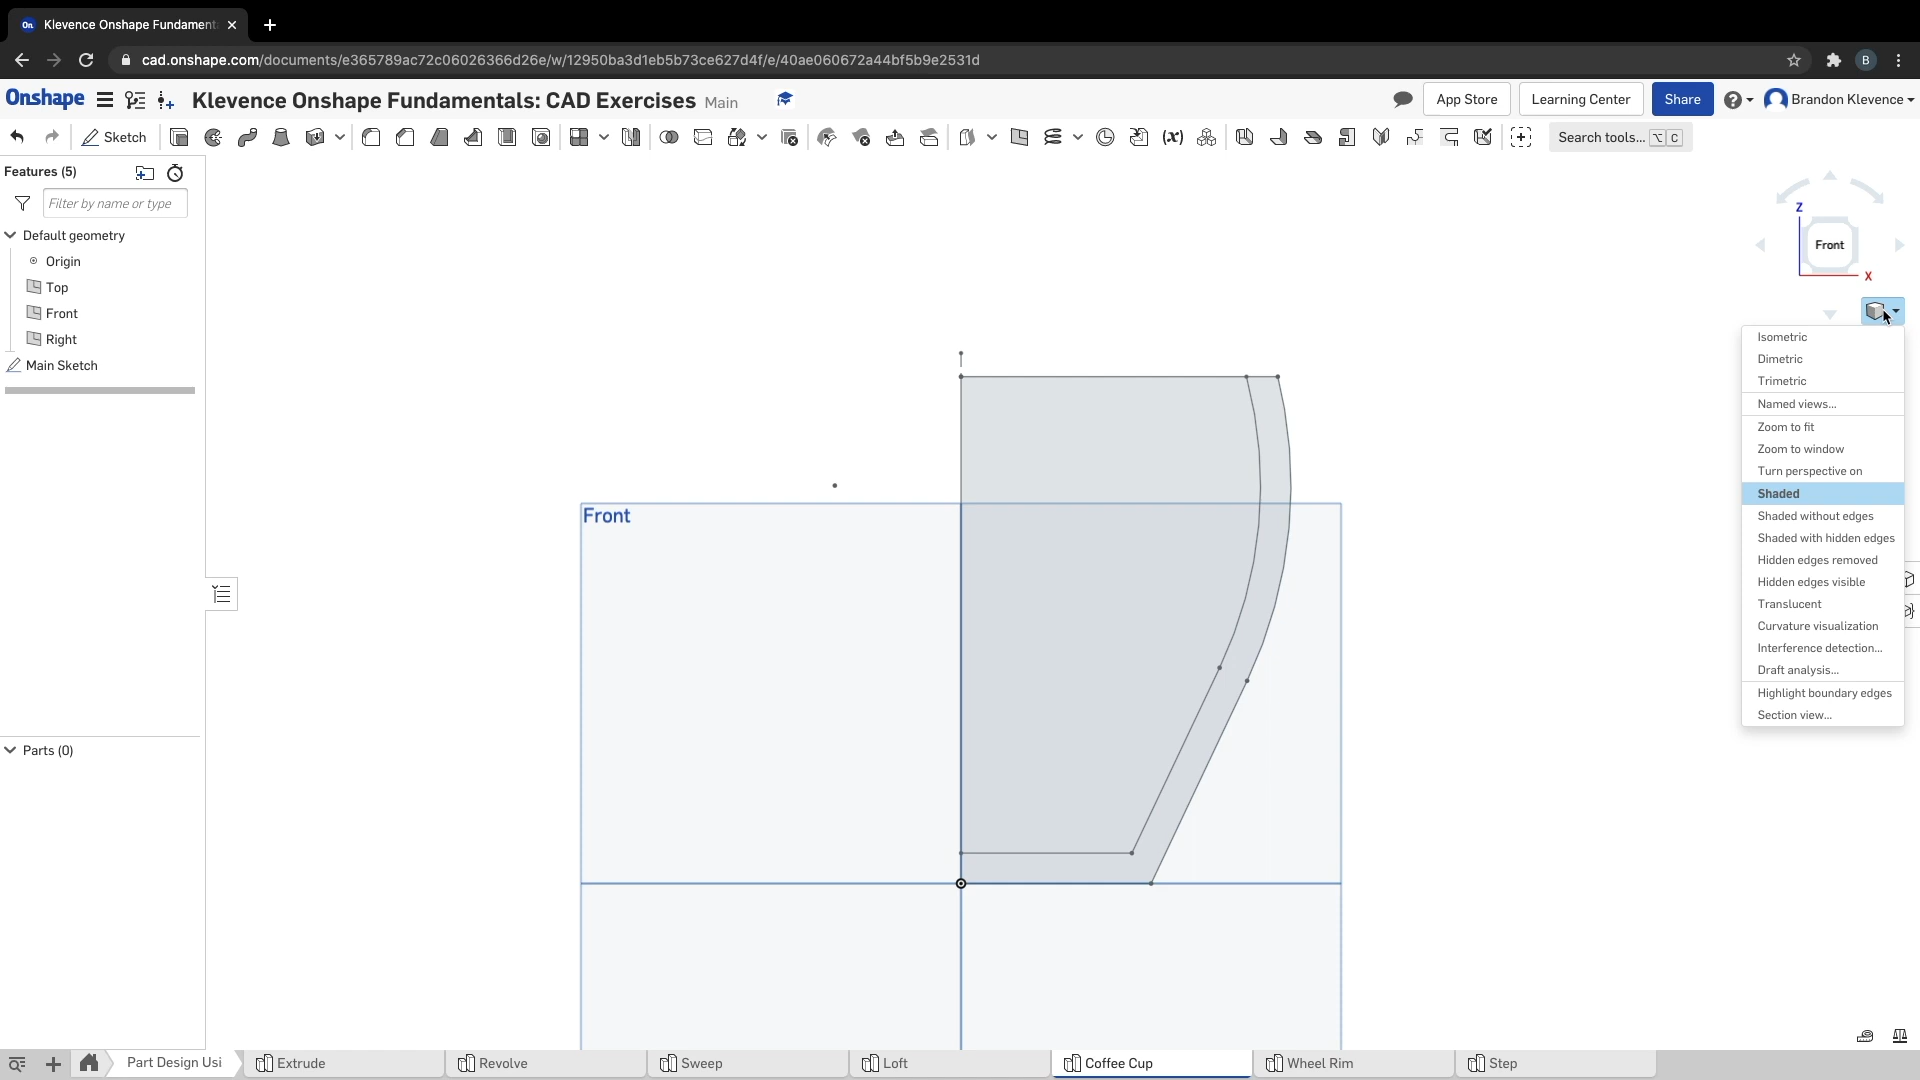 On Klevence Onshape Fundament
cad.onshape.com/documents/e365789ac72c06026366d26e/w/12950ba3d1eb5b73ce627d4f/e/40ae060672a44bf5b9e2531d
B
Onshape Klevence Onshape Fundamentals: CAD Exercises Main
App Store Learning Center Share Brandon Klevence
Sketch (x) Search tools... ⌥ C
Features (5)
Filter by name or type
Default geometry
Origin
Top
Front
Right
Main Sketch
Parts (0)
Front
Z
Front
X
Isometric
Dimetric
Trimetric
Named views...
Zoom to fit
Zoom to window
Turn perspective on
Shaded
Shaded without edges
Shaded with hidden edges
Hidden edges removed
Hidden edges visible
Translucent
Curvature visualization
Interference detection...
Draft analysis...
Highlight boundary edges
Section view...
Part Design Usi Extrude Revolve Sweep Loft Coffee Cup Wheel Rim Step